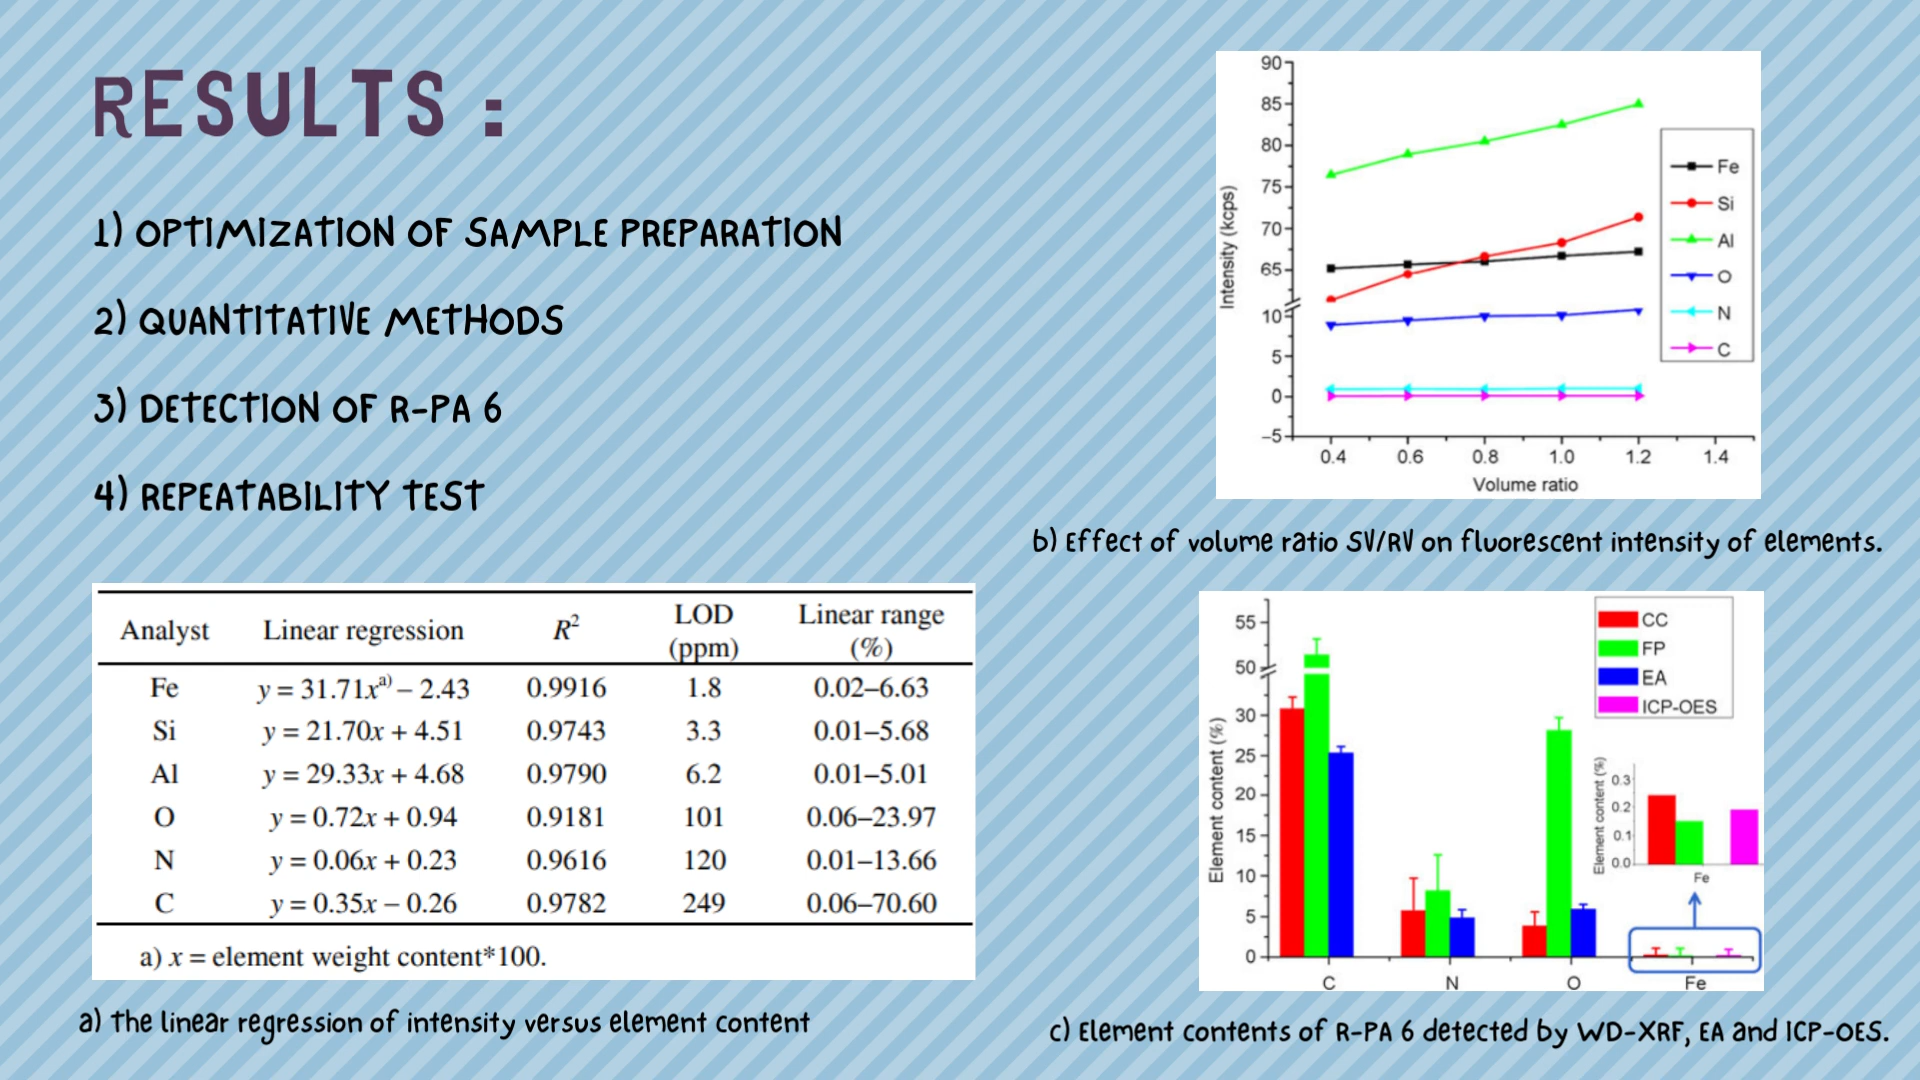 RESULTS :
1) OPTIMIZATION OF SAMPLE PREPARATION
2) QUANTITATIVE METHODS
3) DETECTION OF R-PA 6
4) REPEATABILITY TEST
Analyst Linear regression R² LOD (ppm) Linear range (%)
Fe y = 31.71xᵃ⁾ – 2.43 0.9916 1.8 0.02–6.63
Si y = 21.70x + 4.51 0.9743 3.3 0.01–5.68
Al y = 29.33x + 4.68 0.9790 6.2 0.01–5.01
O y = 0.72x + 0.94 0.9181 101 0.06–23.97
N y = 0.06x + 0.23 0.9616 120 0.01–13.66
C y = 0.35x – 0.26 0.9782 249 0.06–70.60
a) x = element weight content*100.
a) The linear regression of intensity versus element content
90
85
80
75
70
65
10
5
0
–5
Intensity (kcps)
0.4 0.6 0.8 1.0 1.2 1.4
Volume ratio
Fe
Si
Al
O
N
C
b) Effect of volume ratio SV/RV on fluorescent intensity of elements.
55
50
30
25
20
15
10
5
0
Element content (%)
C N O Fe
CC
FP
EA
ICP-OES
Element content (%)
0.3
0.2
0.1
0.0
Fe
c) Element contents of R-PA 6 detected by WD-XRF, EA and ICP-OES.